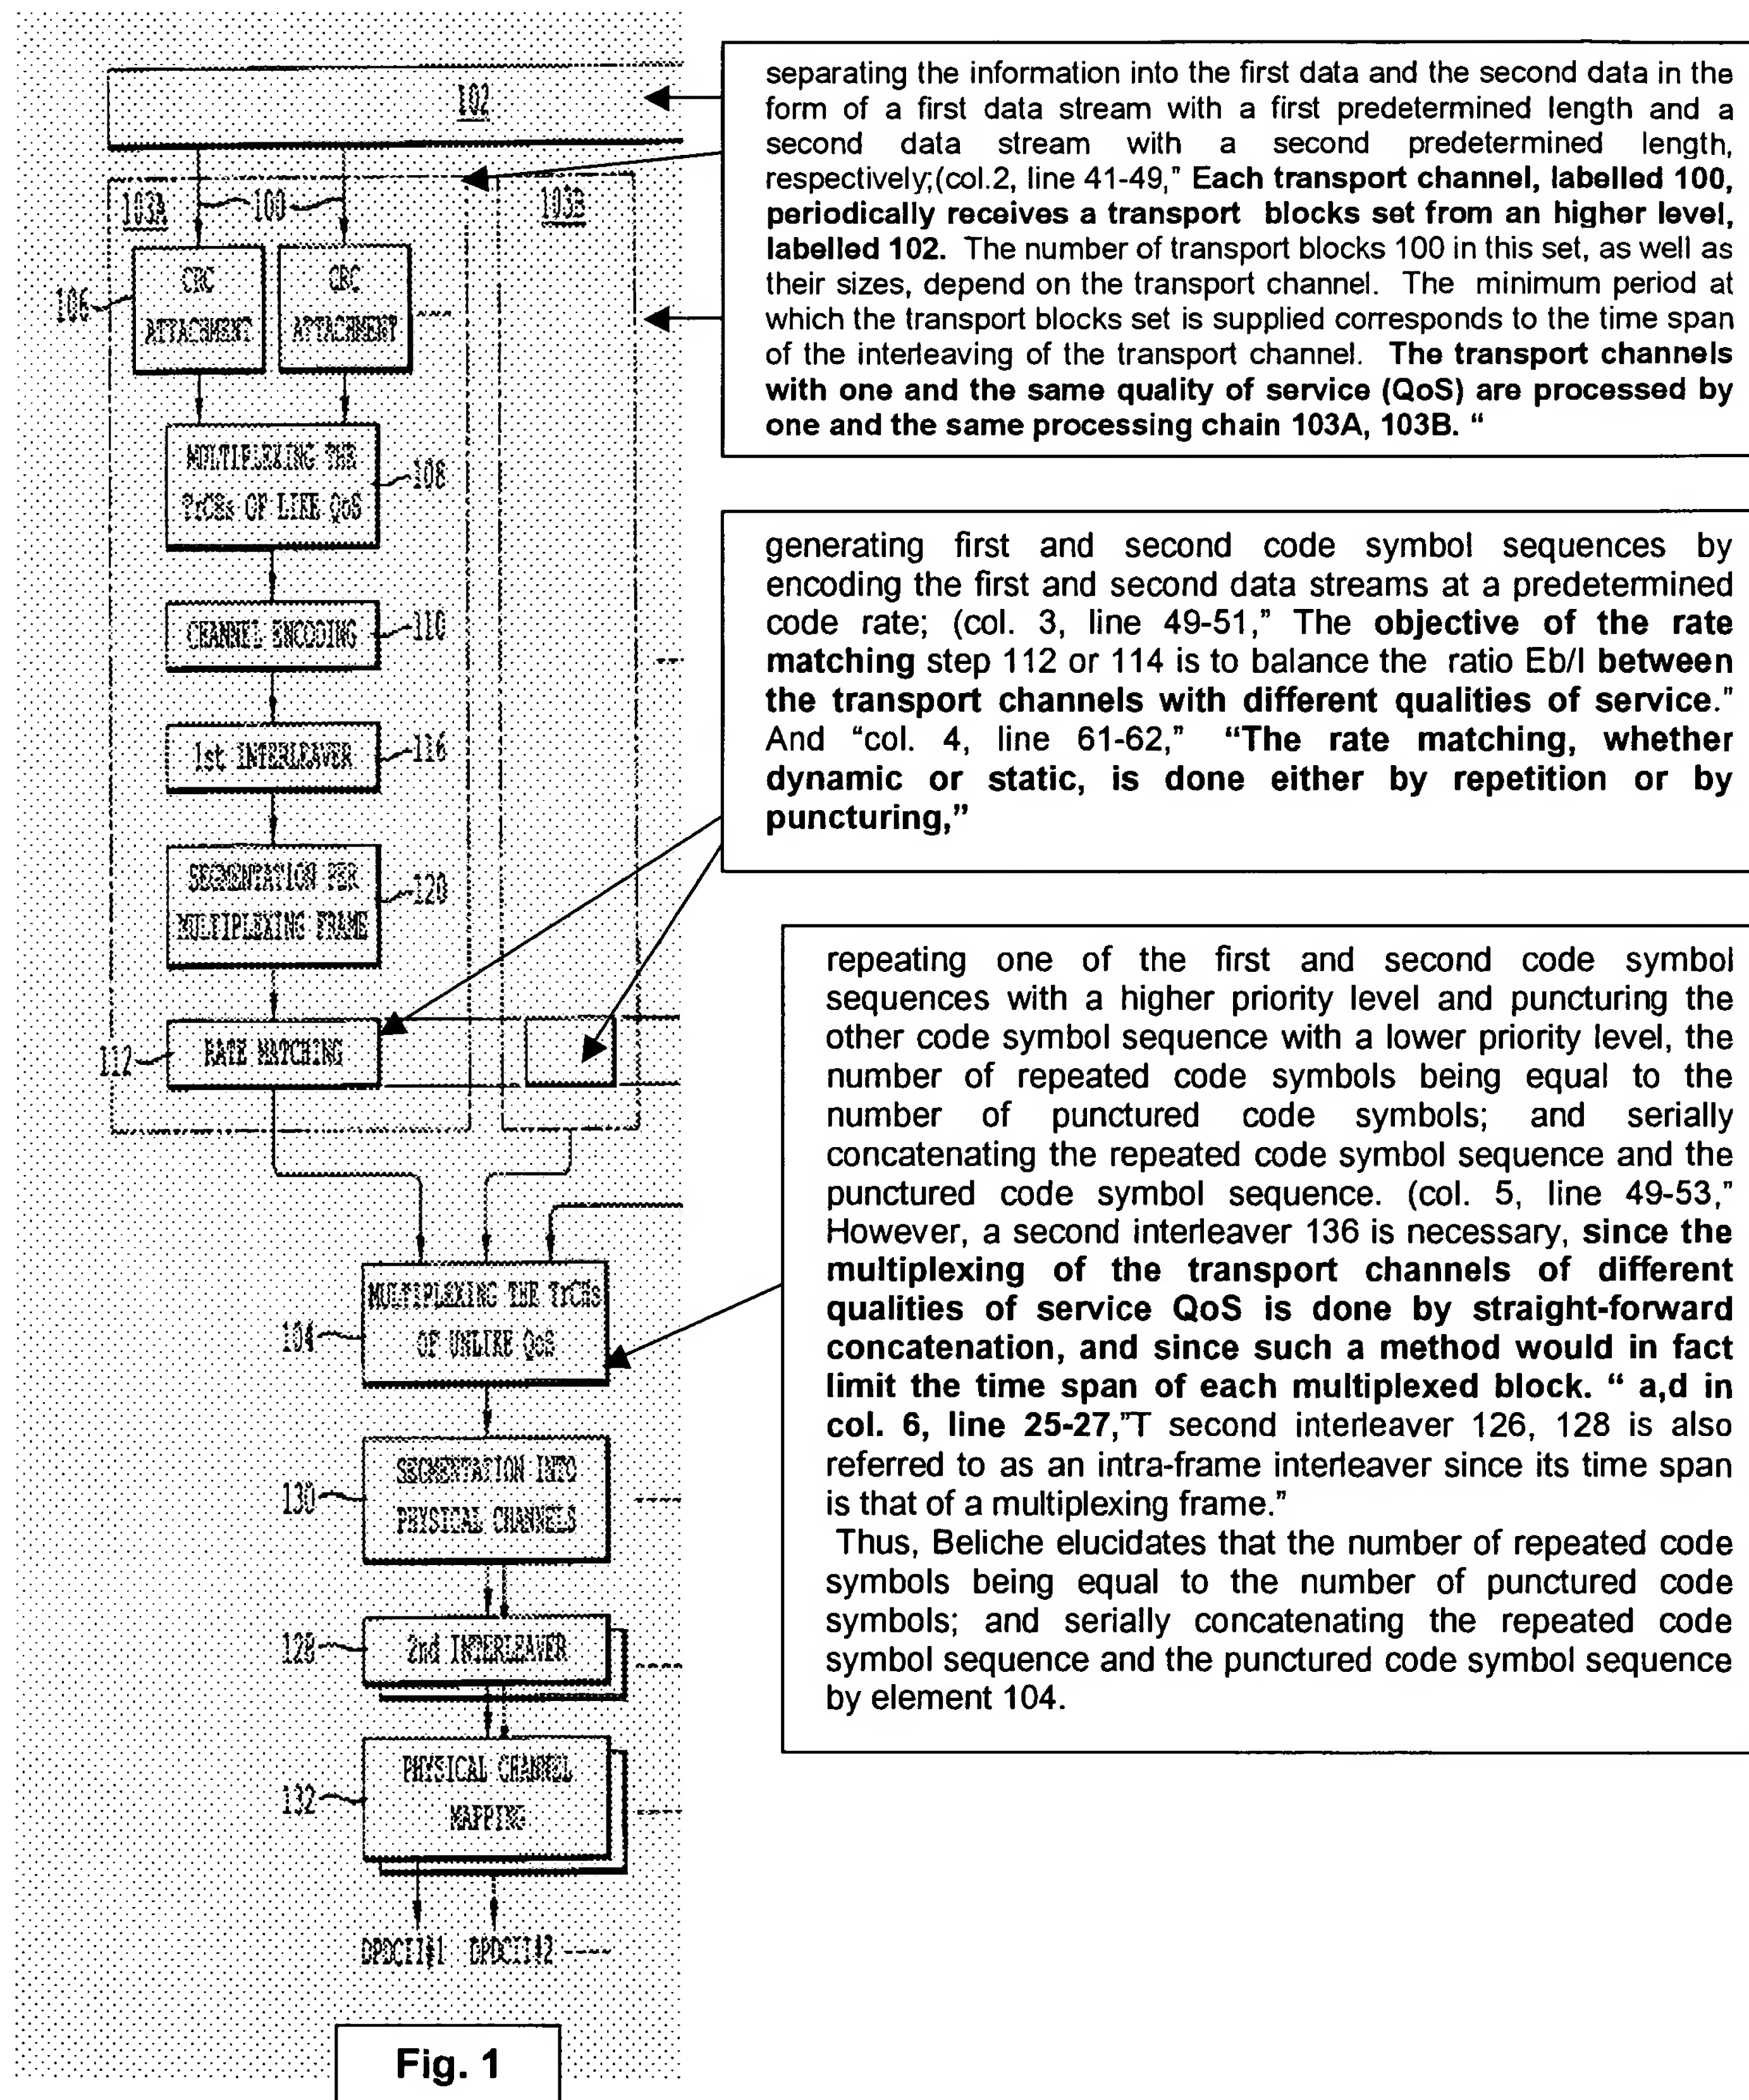 102
103A
100
103B
CRC
ATTACHMENT
CRC
ATTACHMENT
106
MULTIPLEXING THE
TrCHs OF LIKE QoS
108
CHANNEL ENCODING
110
1st INTERLEAVER
116
SEGMENTATION PER
MULTIPLEXING FRAME
120
RATE MATCHING
112
MULTIPLEXING THE TrCHs
OF UNLIKE QoS
104
SEGMENTATION INTO
PHYSICAL CHANNELS
130
2nd INTERLEAVER
128
PHYSICAL CHANNEL
MAPPING
132
Fig. 1
separating the information into the first data and the second data in the
form of a first data stream with a first predetermined length and a
second data stream with a second predetermined length,
respectively;(col.2, line 41-49," Each transport channel, labelled 100,
periodically receives a transport blocks set from an higher level,
labelled 102. The number of transport blocks 100 in this set, as well as
their sizes, depend on the transport channel. The minimum period at
which the transport blocks set is supplied corresponds to the time span
of the interleaving of the transport channel. The transport channels
with one and the same quality of service (QoS) are processed by
one and the same processing chain 103A, 103B. “
generating first and second code symbol sequences by
encoding the first and second data streams at a predetermined
code rate; (col. 3, line 49-51," The objective of the rate
matching step 112 or 114 is to balance the ratio Eb/I between
the transport channels with different qualities of service."
And “col. 4, line 61-62,” “The rate matching, whether
dynamic or static, is done either by repetition or by
puncturing,”
repeating one of the first and second code symbol
sequences with a higher priority level and puncturing the
other code symbol sequence with a lower priority level, the
number of repeated code symbols being equal to the
number of punctured code symbols; and serially
concatenating the repeated code symbol sequence and the
punctured code symbol sequence. (col. 5, line 49-53,"
However, a second interleaver 136 is necessary, since the
multiplexing of the transport channels of different
qualities of service QoS is done by straight-forward
concatenation, and since such a method would in fact
limit the time span of each multiplexed block. “ a,d in
col. 6, line 25-27,”T second interleaver 126, 128 is also
referred to as an intra-frame interleaver since its time span
is that of a multiplexing frame.”
Thus, Beliche elucidates that the number of repeated code
symbols being equal to the number of punctured code
symbols; and serially concatenating the repeated code
symbol sequence and the punctured code symbol sequence
by element 104.